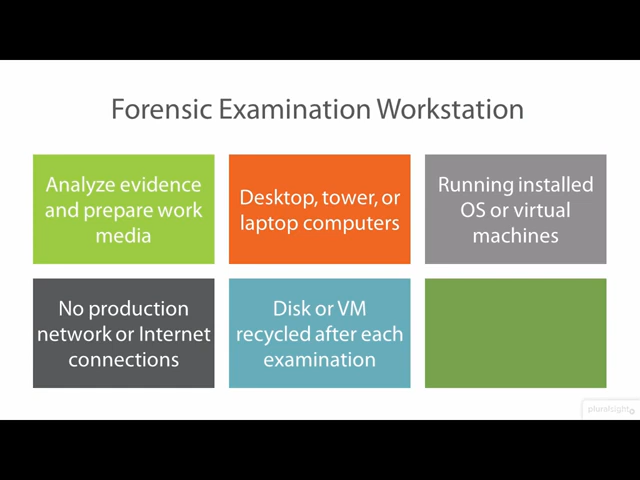 Forensic Examination Workstation
Analyze evidence
and prepare work
media
Desktop, tower, or
laptop computers
Running installed
OS or virtual
machines
No production
network or Internet
connections
Disk or VM
recycled after each
examination
pluralsight